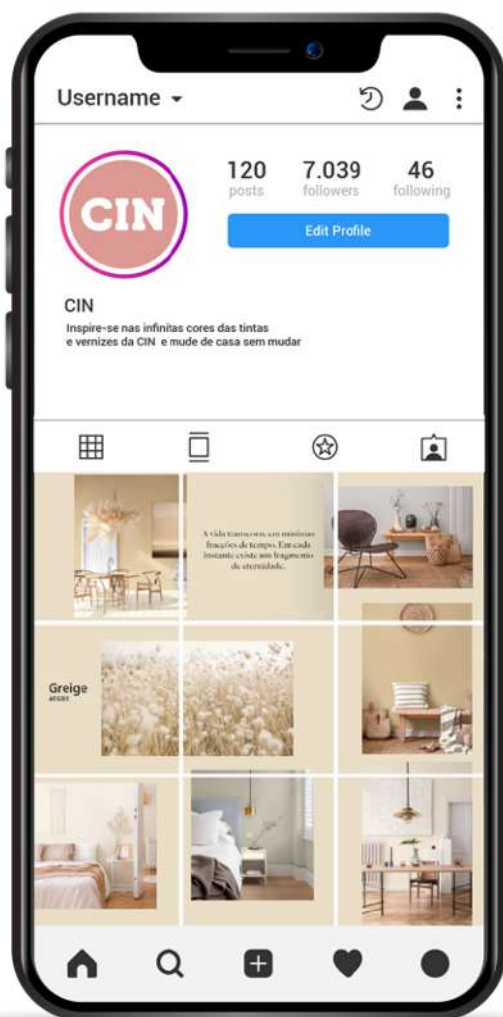 Username
120 7.039 46
posts followers following
CIN
Edit Profile
CIN
Inspire-se nas infinitas cores das tintas
e vernizes da CIN e mude de casa sem mudar
A vida transcorre em mínimas
fracções de tempo. Em cada
instante existe um fragmento
de eternidade.
Greige